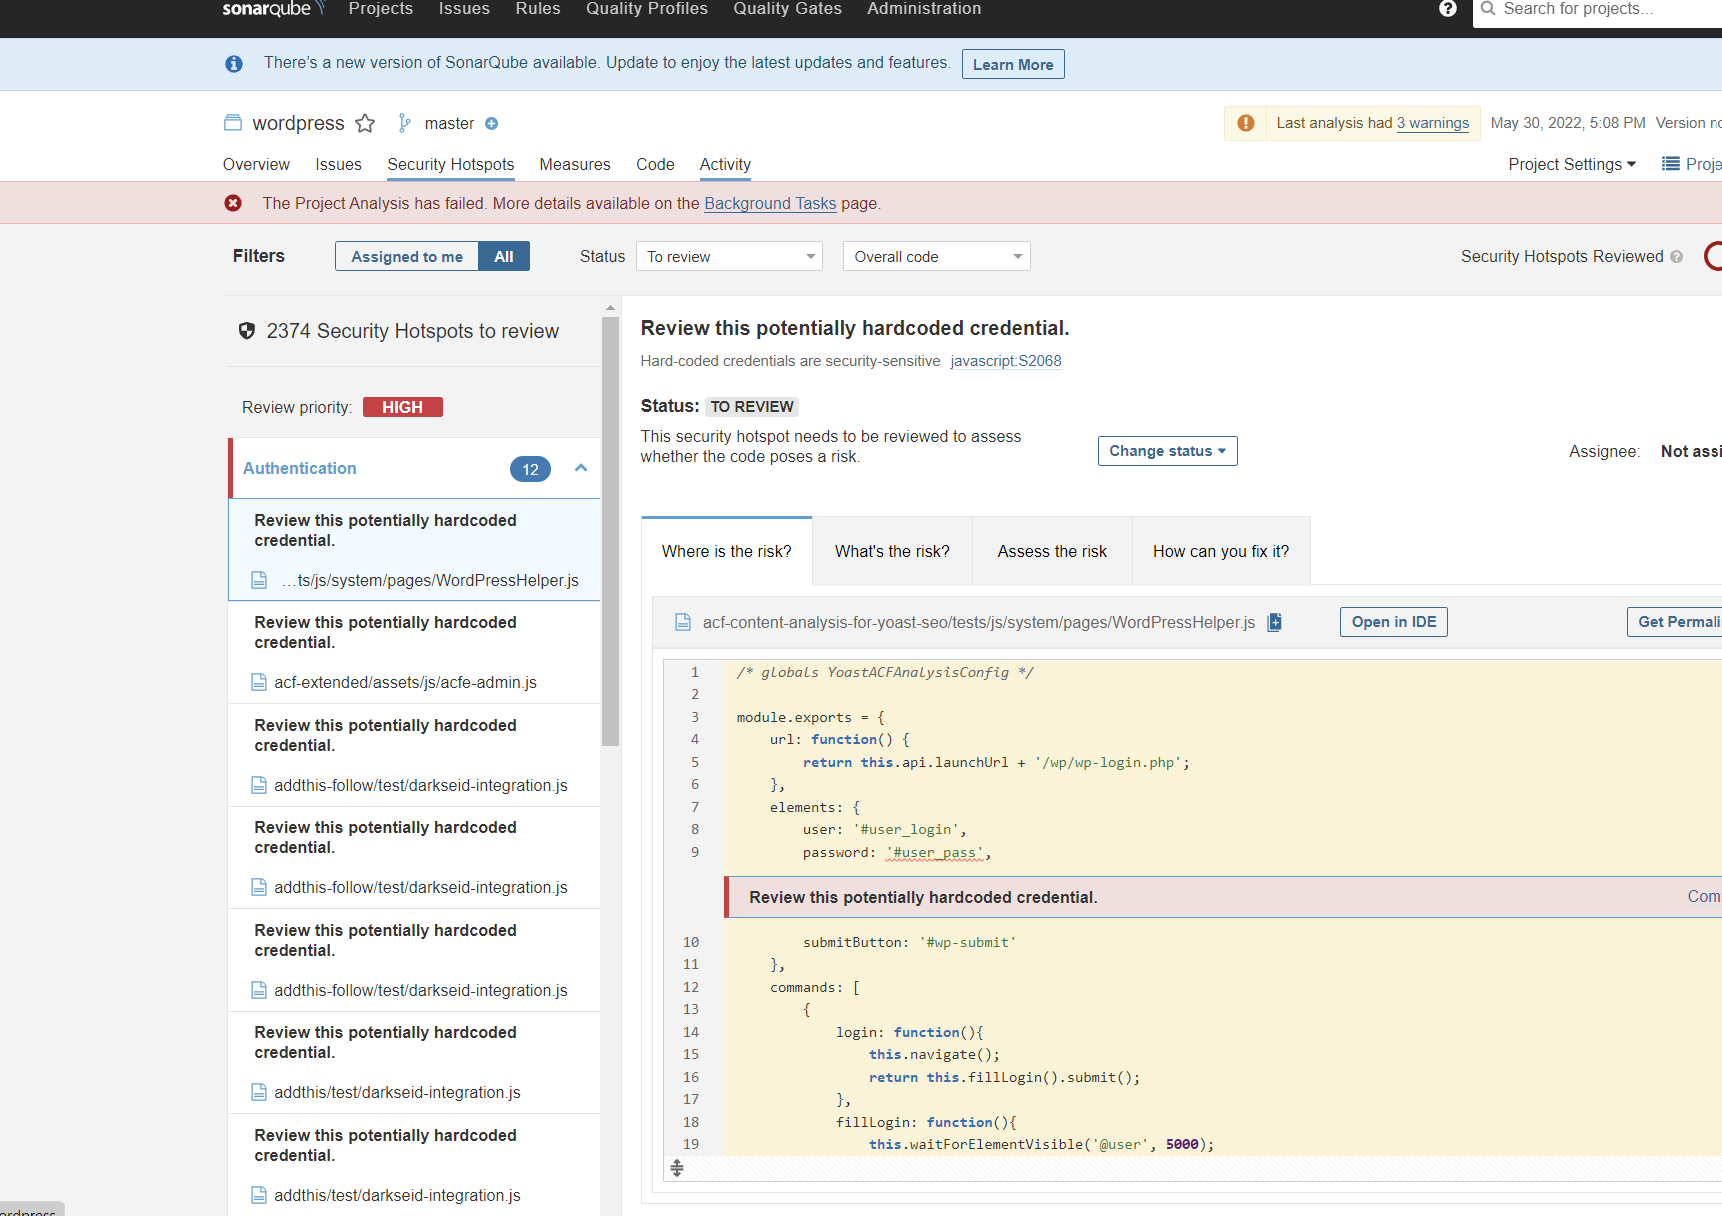 sonarqube Projects Issues Rules Quality Profiles Quality Gates Administration Search for projects...
There's a new version of SonarQube available. Update to enjoy the latest updates and features. Learn More
wordpress master Last analysis had 3 warnings May 30, 2022, 5:08 PM Version
Overview Issues Security Hotspots Measures Code Activity Project Settings
The Project Analysis has failed. More details available on the Background Tasks page.
Filters Assigned to me All Status To review Overall code Security Hotspots Reviewed
2374 Security Hotspots to review
Review priority: HIGH
Authentication 12
Review this potentially hardcoded
credential.
…ts/js/system/pages/WordPressHelper.js
Review this potentially hardcoded
credential.
acf-extended/assets/js/acfe-admin.js
Review this potentially hardcoded
credential.
addthis-follow/test/darkseid-integration.js
Review this potentially hardcoded
credential.
addthis-follow/test/darkseid-integration.js
Review this potentially hardcoded
credential.
addthis-follow/test/darkseid-integration.js
Review this potentially hardcoded
credential.
addthis/test/darkseid-integration.js
Review this potentially hardcoded
credential.
addthis/test/darkseid-integration.js
Review this potentially hardcoded credential.
Hard-coded credentials are security-sensitive javascript:S2068
Status: TO REVIEW
This security hotspot needs to be reviewed to assess
whether the code poses a risk.
Change status
Assignee: Not
Where is the risk? What's the risk? Assess the risk How can you fix it?
acf-content-analysis-for-yoast-seo/tests/js/system/pages/WordPressHelper.js Open in IDE Get
1 /* globals YoastACFAnalysisConfig */
2
3 module.exports = {
4 url: function() {
5 return this.api.launchUrl + '/wp/wp-login.php';
6 },
7 elements: {
8 user: '#user_login',
9 password: '#user_pass',
Review this potentially hardcoded credential.
10 submitButton: '#wp-submit'
11 },
12 commands: [
13 {
14 login: function(){
15 this.navigate();
16 return this.fillLogin().submit();
17 },
18 fillLogin: function(){
19 this.waitForElementVisible('@user', 5000);